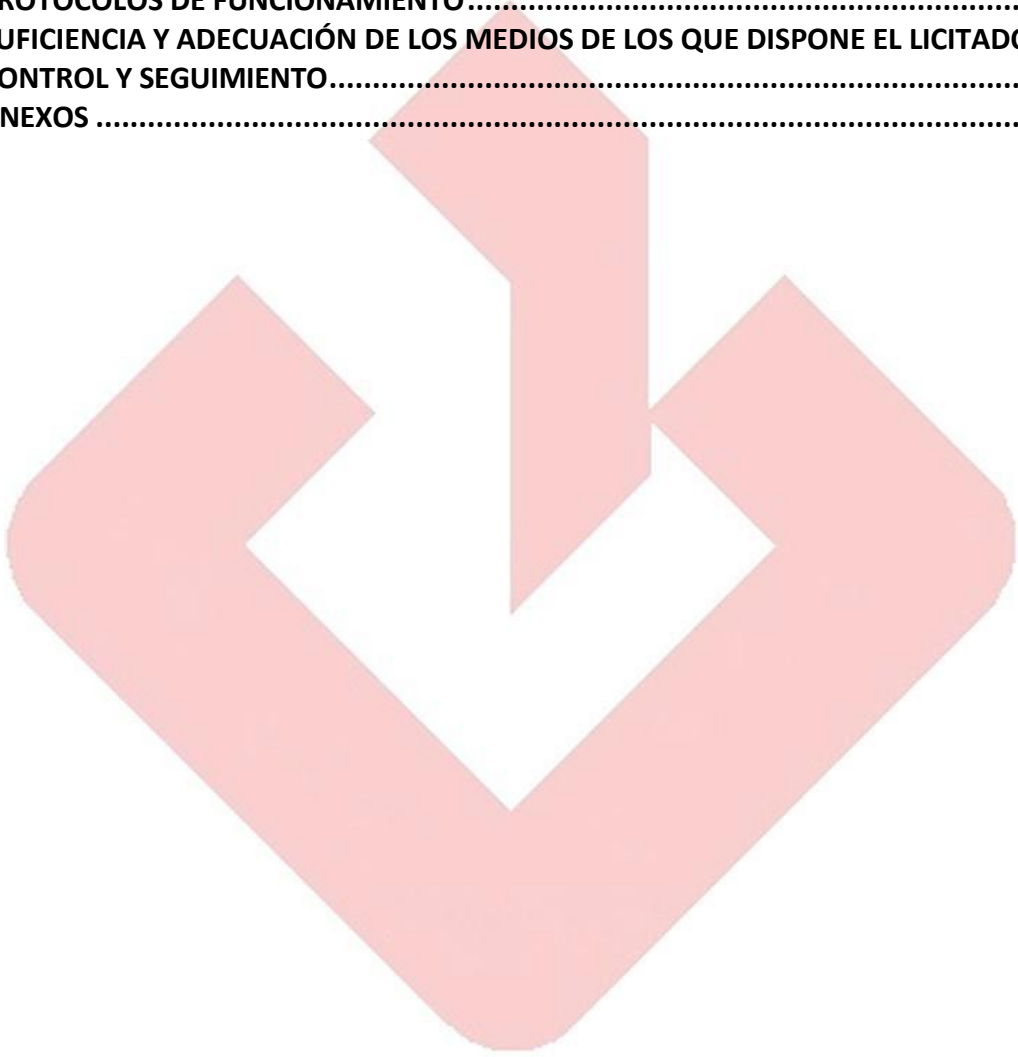 ROTOCOLOS DE FUNCIONAMIENTO
UFICIENCIA Y ADECUACIÓN DE LOS MEDIOS DE LOS QUE DISPONE EL LICITADO
ONTROL Y SEGUIMIENTO
NEXOS